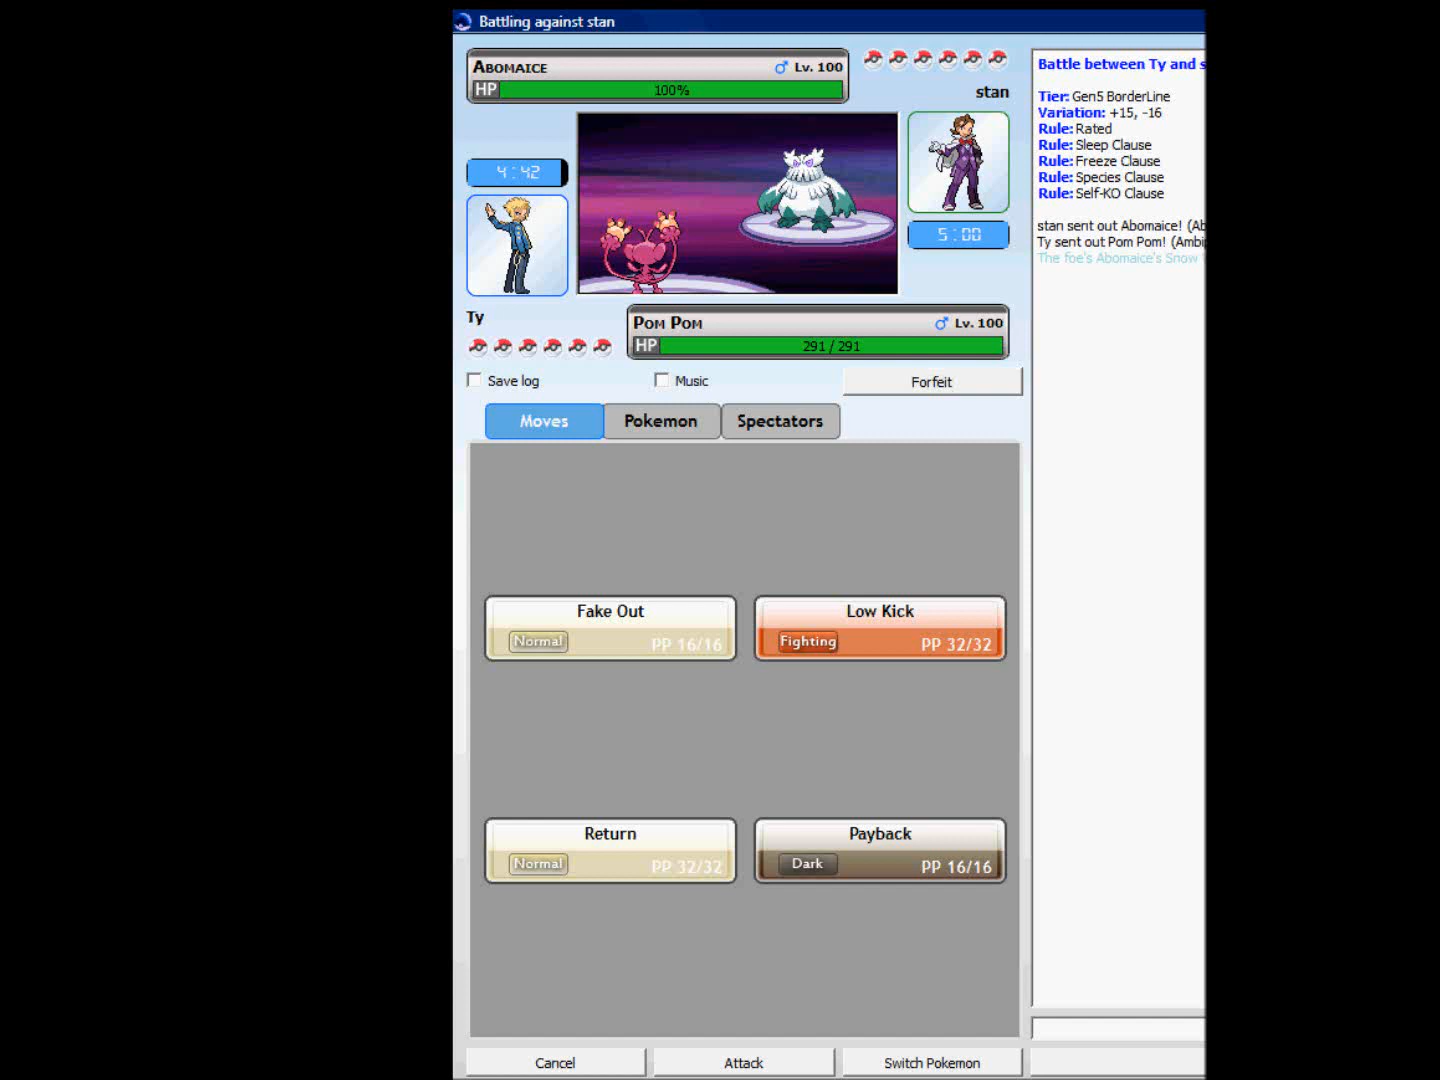 Battling against stan
ABOMAICE
♂ Lv. 100
HP
100%
stan
4:42
5:00
Ty
POM POM
♂ Lv. 100
HP
291 / 291
Save log
Music
Forfeit
Moves
Pokemon
Spectators
Fake Out
Normal
PP 16/16
Low Kick
Fighting
PP 32/32
Return
Normal
PP 32/32
Payback
Dark
PP 16/16
Cancel
Attack
Switch Pokemon
Battle between Ty and s
Tier: Gen5 BorderLine
Variation: +15, -16
Rule: Rated
Rule: Sleep Clause
Rule: Freeze Clause
Rule: Species Clause
Rule: Self-KO Clause
stan sent out Abomaice! (Ab
Ty sent out Pom Pom! (Ambi
The foe's Abomaice's Snow